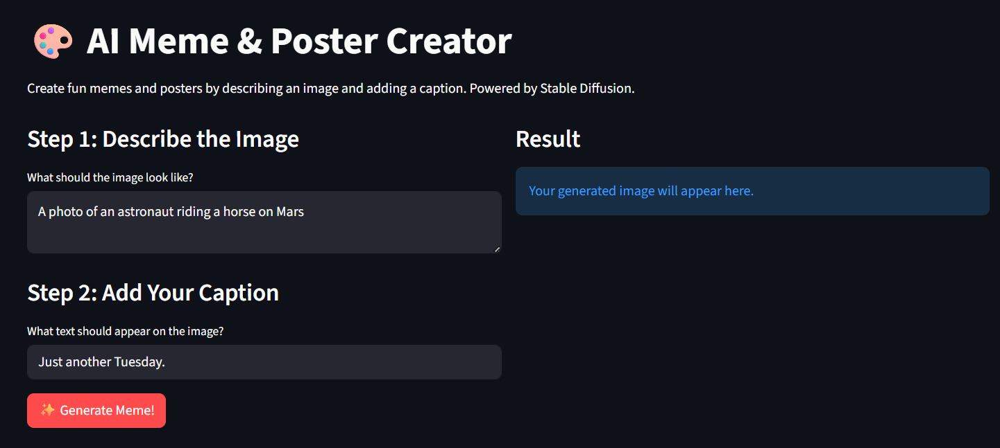 AI Meme & Poster Creator
Create fun memes and posters by describing an image and adding a caption. Powered by Stable Diffusion.
Step 1: Describe the Image
What should the image look like?
A photo of an astronaut riding a horse on Mars
Step 2: Add Your Caption
What text should appear on the image?
Just another Tuesday.
✨ Generate Meme!
Result
Your generated image will appear here.